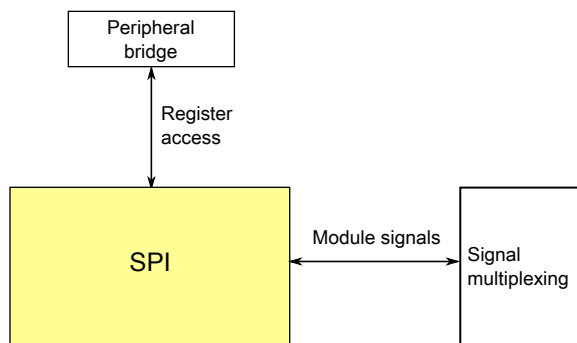 Peripheral
bridge
Register
access
SPI
Module signals
Signal
multiplexing